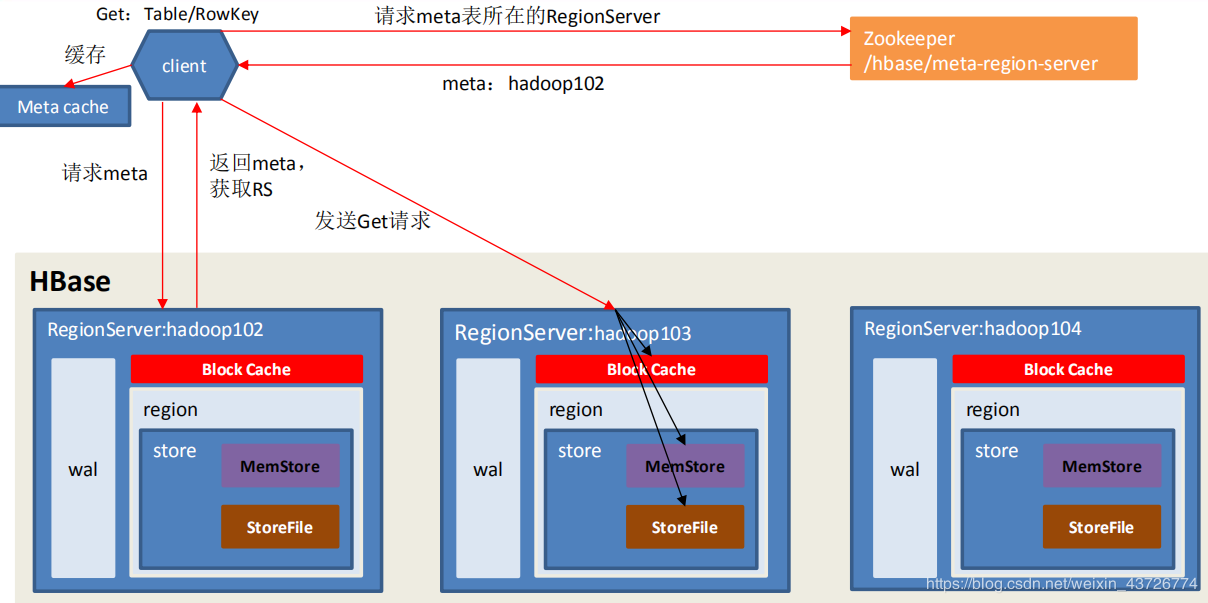 Get：Table/RowKey
请求meta表所在的RegionServer
缓存
client
Zookeeper
/hbase/meta-region-server
meta：hadoop102
Meta cache
请求meta
返回meta，
获取RS
发送Get请求
HBase
RegionServer:hadoop102
Block Cache
region
store
wal
MemStore
StoreFile
RegionServer:hadoop103
Block Cache
region
store
wal
MemStore
StoreFile
RegionServer:hadoop104
Block Cache
region
store
wal
MemStore
StoreFile
https://blog.csdn.net/weixin_43726774